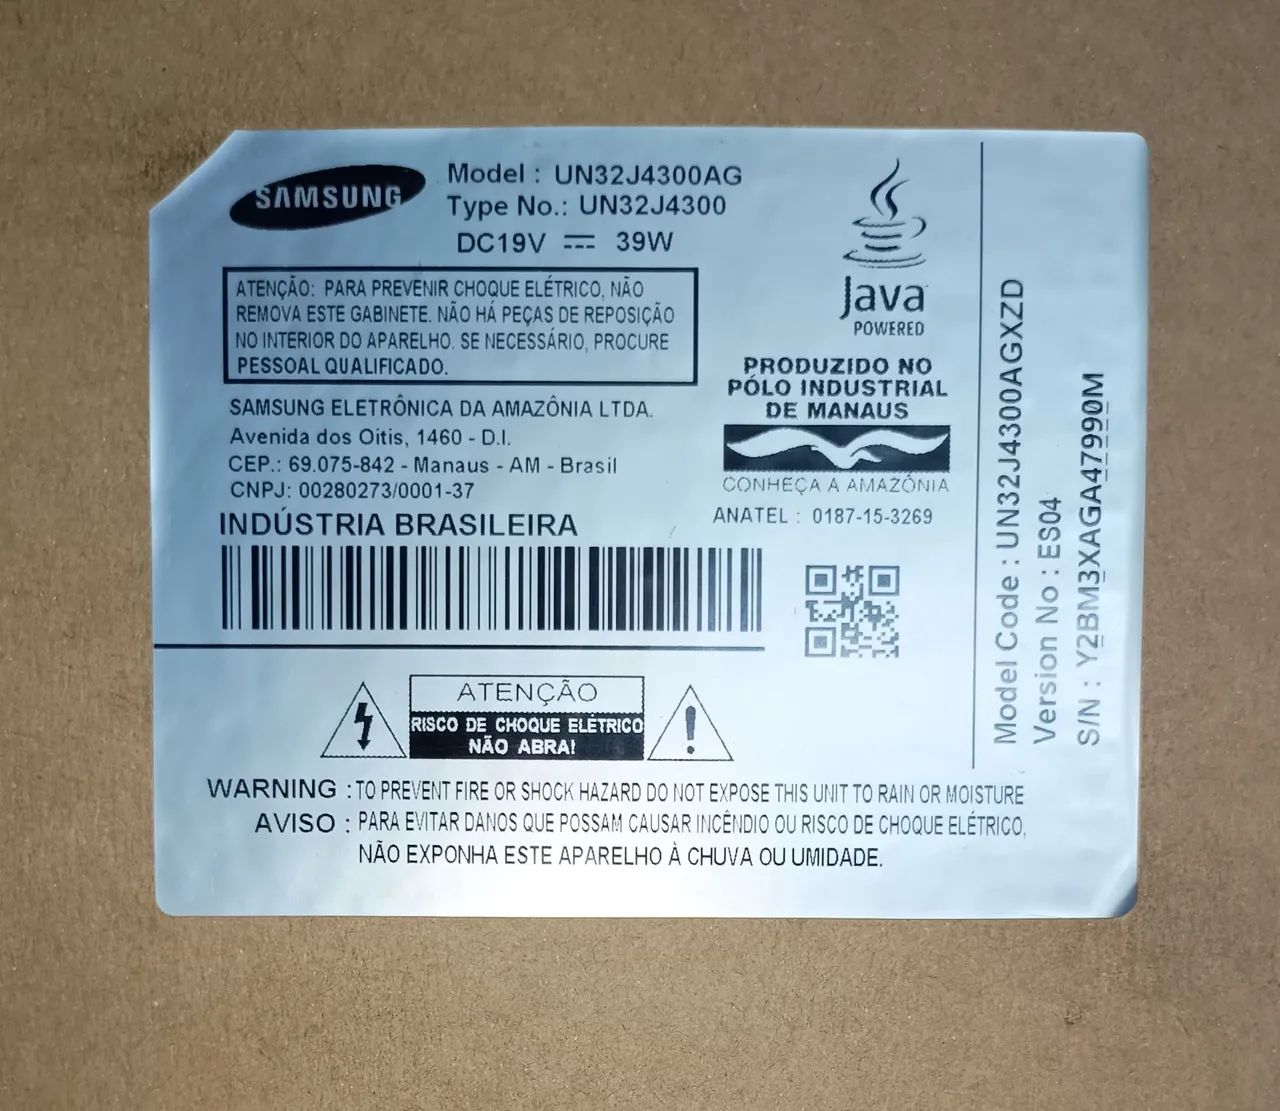 SAMSUNG
Model : UN32J4300AG
Type No.: UN32J4300
DC19V ⎓ 39W
ATENÇÃO: PARA PREVENIR CHOQUE ELÉTRICO, NÃO
REMOVA ESTE GABINETE. NÃO HÁ PEÇAS DE REPOSIÇÃO
NO INTERIOR DO APARELHO. SE NECESSÁRIO, PROCURE
PESSOAL QUALIFICADO.
SAMSUNG ELETRÔNICA DA AMAZÔNIA LTDA.
Avenida dos Oitis, 1460 - D.I.
CEP.: 69.075-842 - Manaus - AM - Brasil
CNPJ: 00280273/0001-37
INDÚSTRIA BRASILEIRA
Java
POWERED
PRODUZIDO NO
PÓLO INDUSTRIAL
DE MANAUS
CONHEÇA A AMAZÔNIA
ANATEL : 0187-15-3269
ATENÇÃO
RISCO DE CHOQUE ELÉTRICO
NÃO ABRA!
WARNING : TO PREVENT FIRE OR SHOCK HAZARD DO NOT EXPOSE THIS UNIT TO RAIN OR MOISTURE
AVISO : PARA EVITAR DANOS QUE POSSAM CAUSAR INCÊNDIO OU RISCO DE CHOQUE ELÉTRICO,
NÃO EXPONHA ESTE APARELHO À CHUVA OU UMIDADE.
Model Code : UN32J4300AGXZD
Version No : ES04
S/N : Y2BM3XAGA47990M